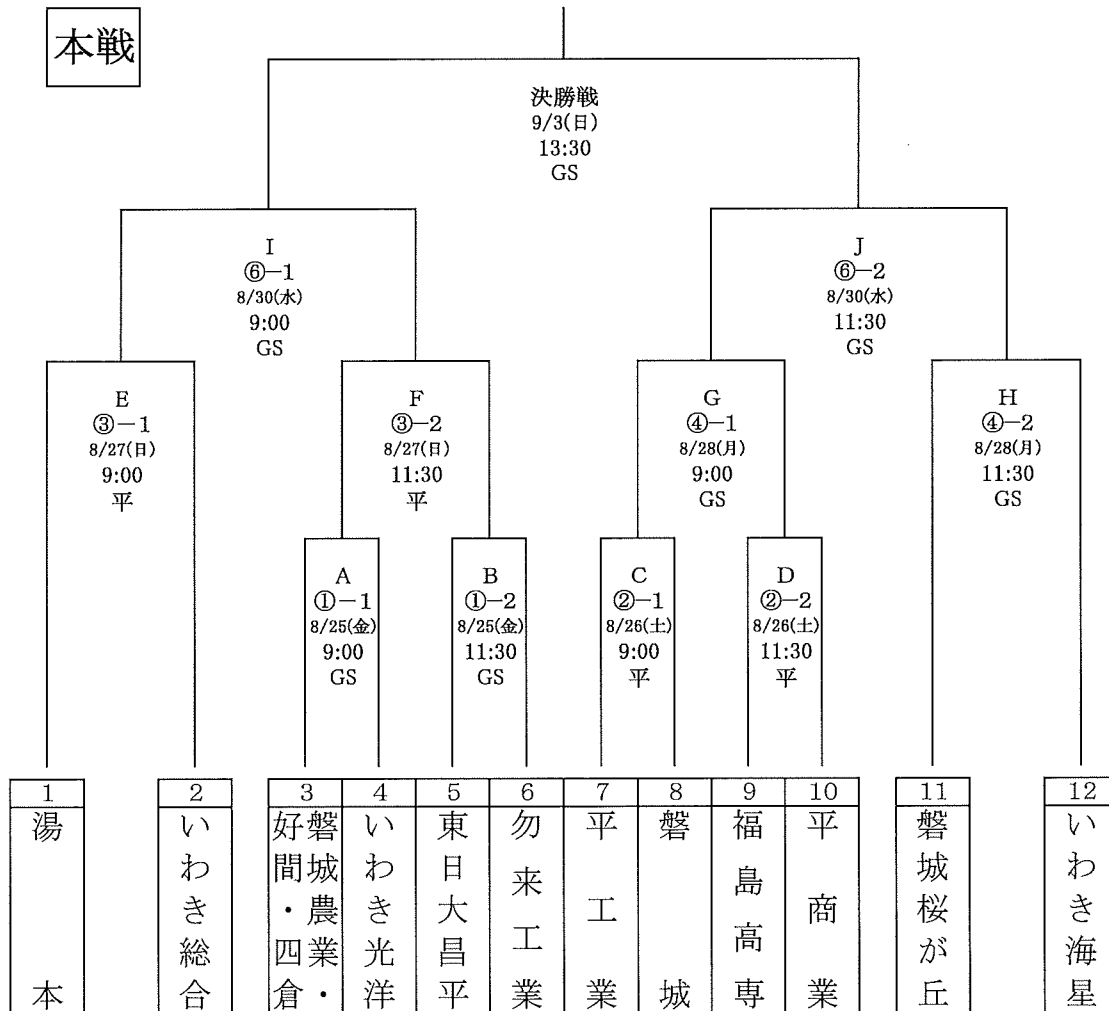 本戦
決勝戦
9/3(日)
13:30
GS
I
⑥−1
8/30(水)
9:00
GS
J
⑥−2
8/30(水)
11:30
GS
E
③−1
8/27(日)
9:00
平
F
③−2
8/27(日)
11:30
平
G
④−1
8/28(月)
9:00
GS
H
④−2
8/28(月)
11:30
GS
A
①−1
8/25(金)
9:00
GS
B
①−2
8/25(金)
11:30
GS
C
②−1
8/26(土)
9:00
平
D
②−2
8/26(土)
11:30
平
1
湯本
2
いわき総合
3
磐城農業・
好間・四倉
4
いわき光洋
5
東日大昌平
6
勿来工業
7
平工業
8
磐城
9
福島高専
10
平商業
11
磐城桜が丘
12
いわき海星